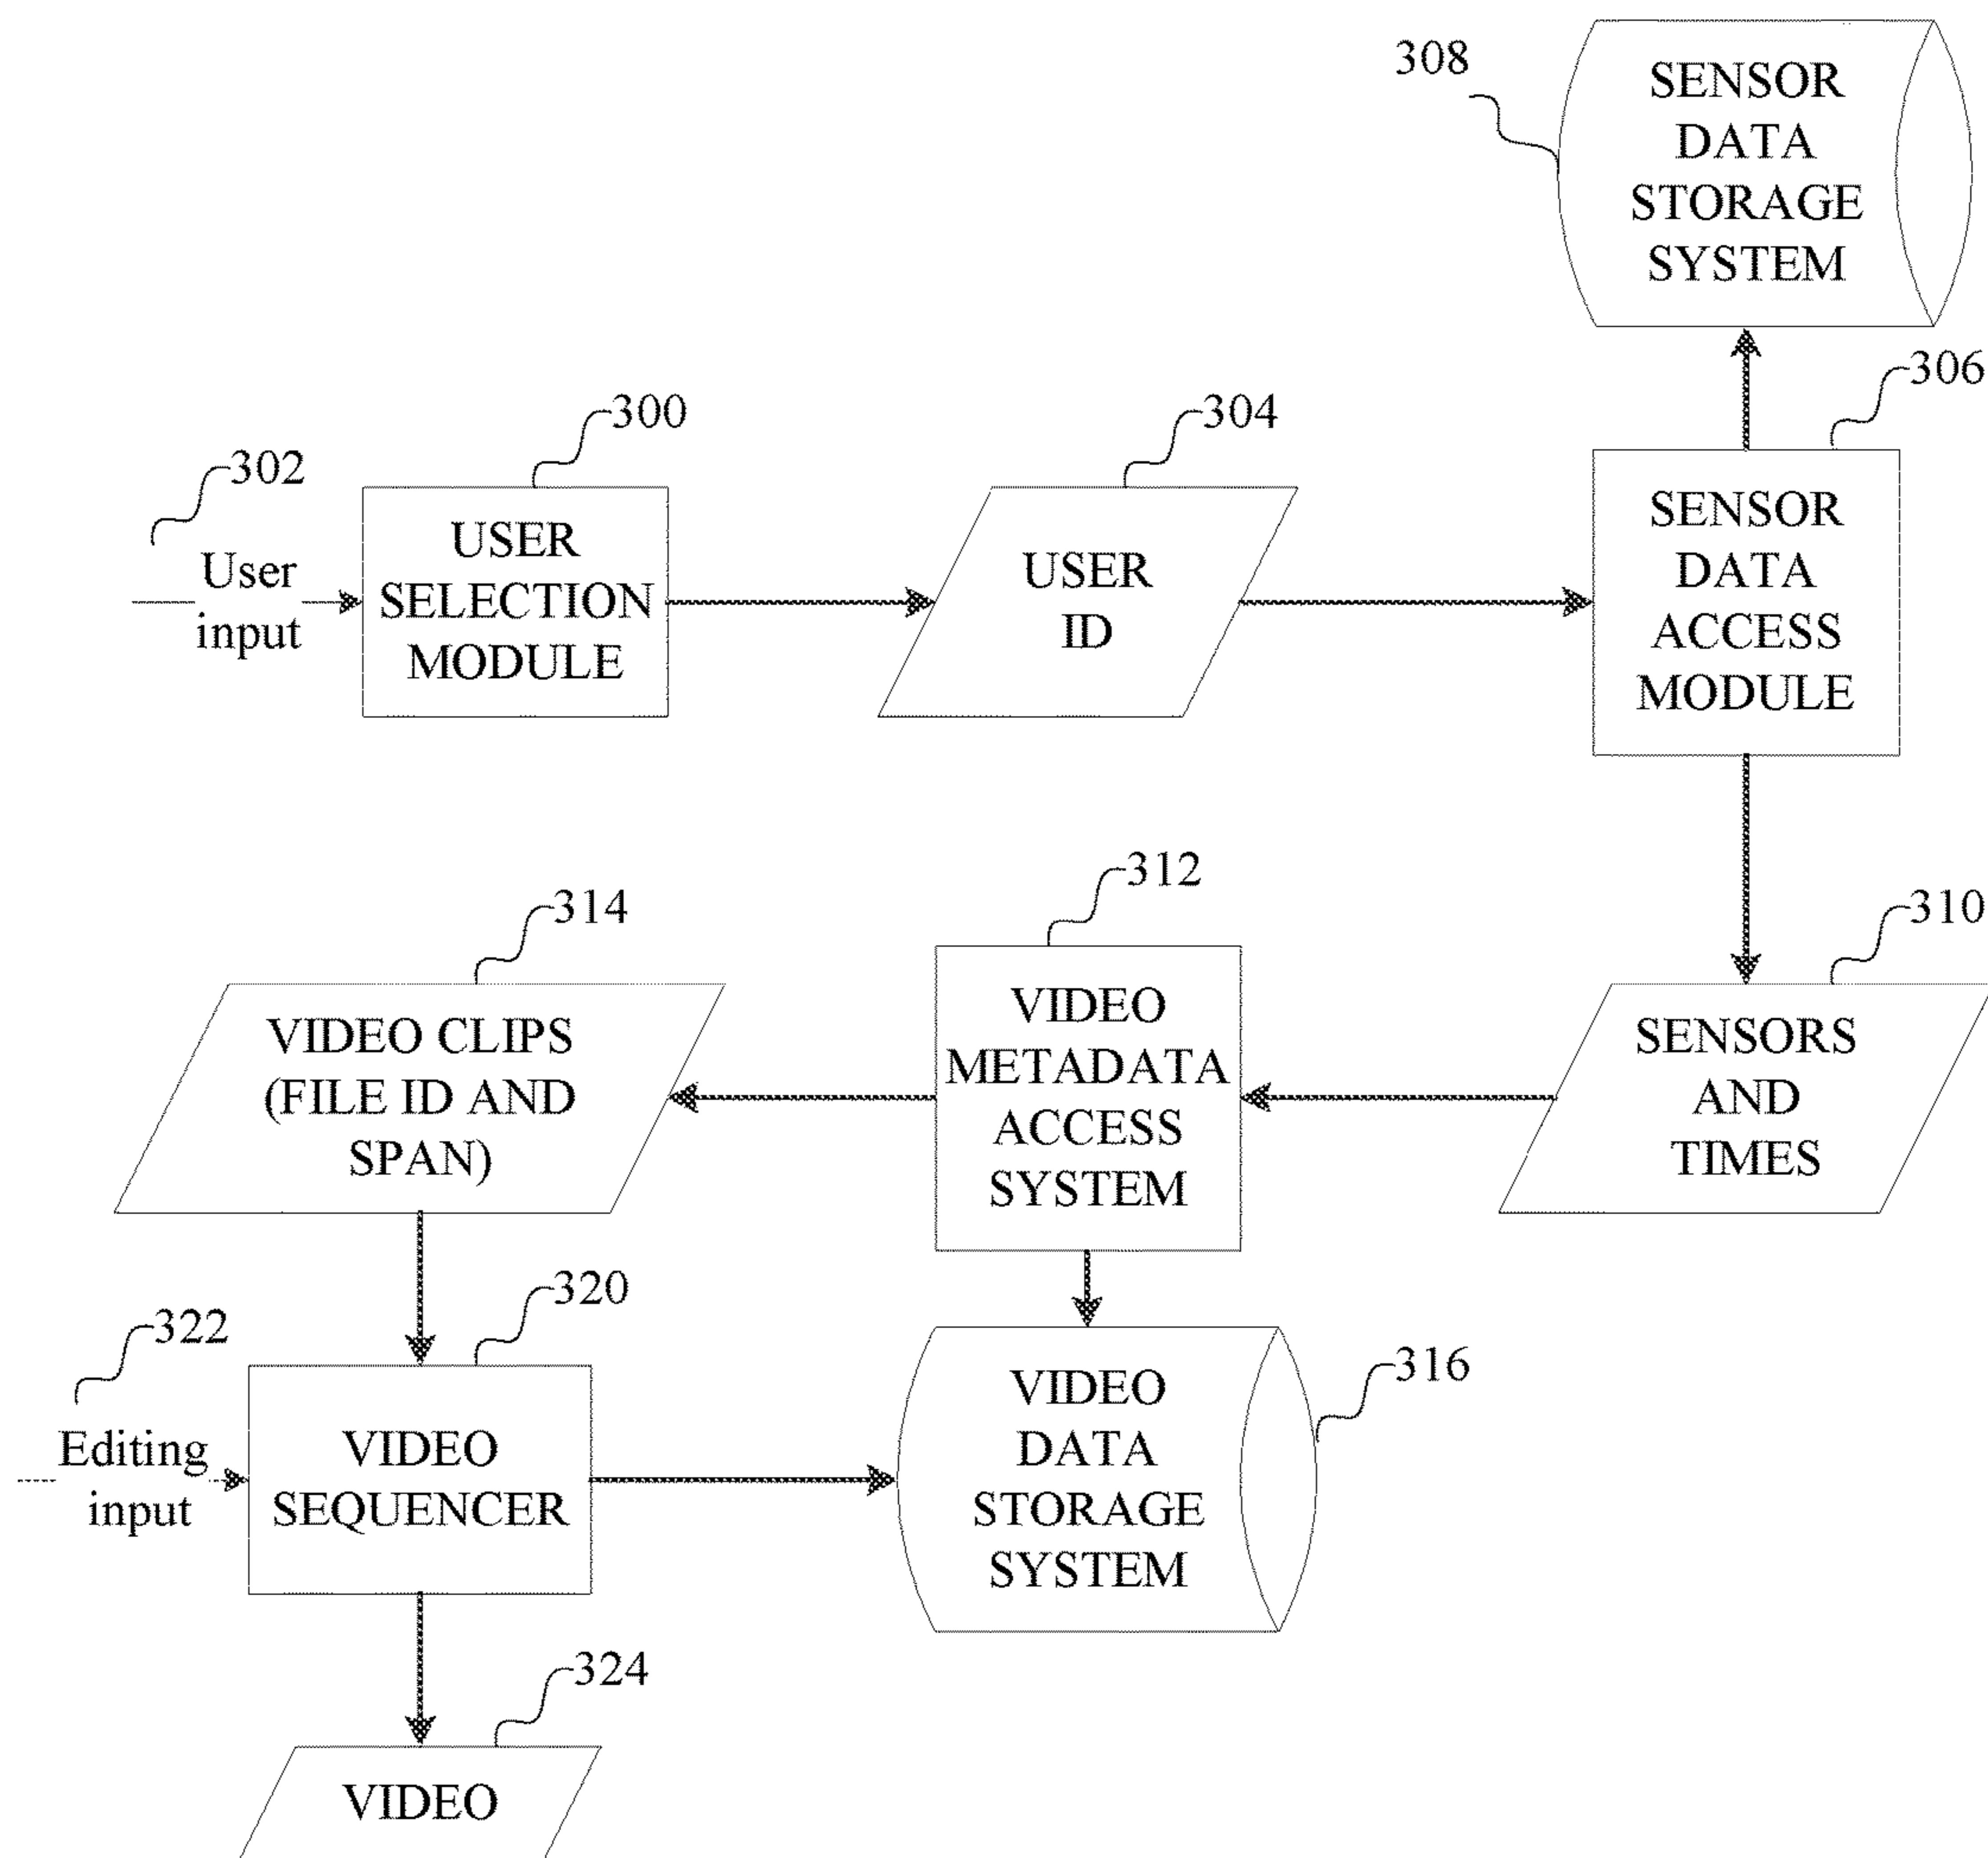 308
SENSOR
DATA
STORAGE
SYSTEM
306
300
304
302
User
input
USER
SELECTION
MODULE
USER
ID
SENSOR
DATA
ACCESS
MODULE
312
314
310
VIDEO CLIPS
(FILE ID AND
SPAN)
VIDEO
METADATA
ACCESS
SYSTEM
SENSORS
AND
TIMES
320
322
316
Editing
input
VIDEO
SEQUENCER
VIDEO
DATA
STORAGE
SYSTEM
324
VIDEO